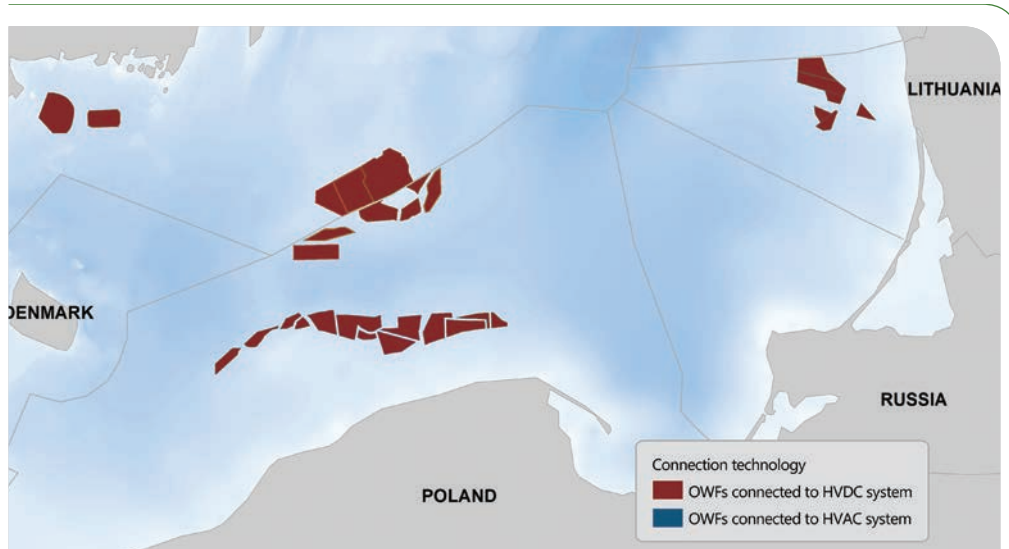 LITHUANIA
DENMARK
RUSSIA
POLAND
Connection technology
OWFs connected to HVDC system
OWFs connected to HVAC system